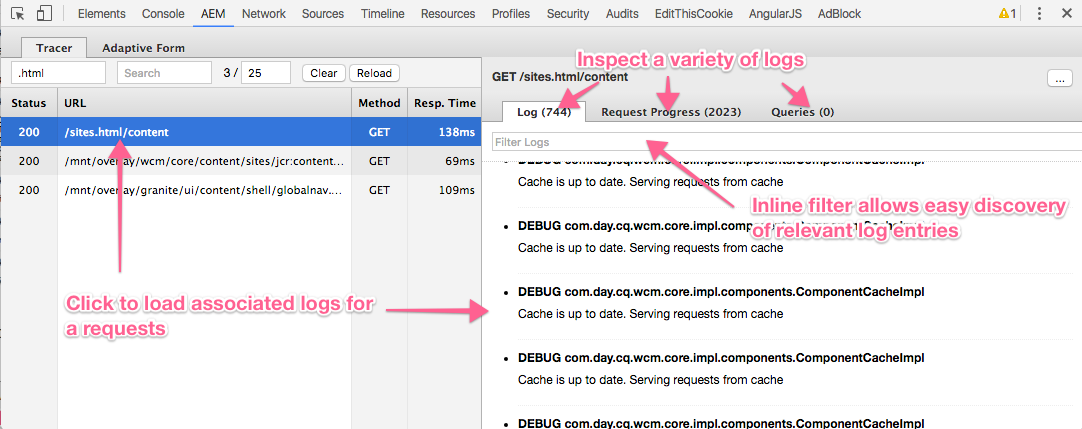 Elements Console AEM Network Sources Timeline Resources Profiles Security Audits EditThisCookie AngularJS AdBlock 1
Tracer Adaptive Form
.html Search 3 / 25 Clear Reload
Status URL Method Resp. Time
200 /sites.html/content GET 138ms
200 /mnt/overlay/wcm/core/content/sites/jcr:content... GET 69ms
200 /mnt/overlay/granite/ui/content/shell/globalnav.... GET 109ms
Click to load associated logs for
a requests
Inspect a variety of logs
GET /sites.html/content ...
Log (744) Request Progress (2023) Queries (0)
Filter Logs
DEBUG com.day.cq.wcm.core.impl.components.ComponentCacheImpl
Cache is up to date. Serving requests from cache
Inline filter allows easy discovery
of relevant log entries
DEBUG com.day.cq.wcm.core.impl.components.ComponentCacheImpl
Cache is up to date. Serving requests from cache
DEBUG com.day.cq.wcm.core.impl.components.ComponentCacheImpl
Cache is up to date. Serving requests from cache
DEBUG com.day.cq.wcm.core.impl.components.ComponentCacheImpl
Cache is up to date. Serving requests from cache
DEBUG com.day.cq.wcm.core.impl.components.ComponentCacheImpl